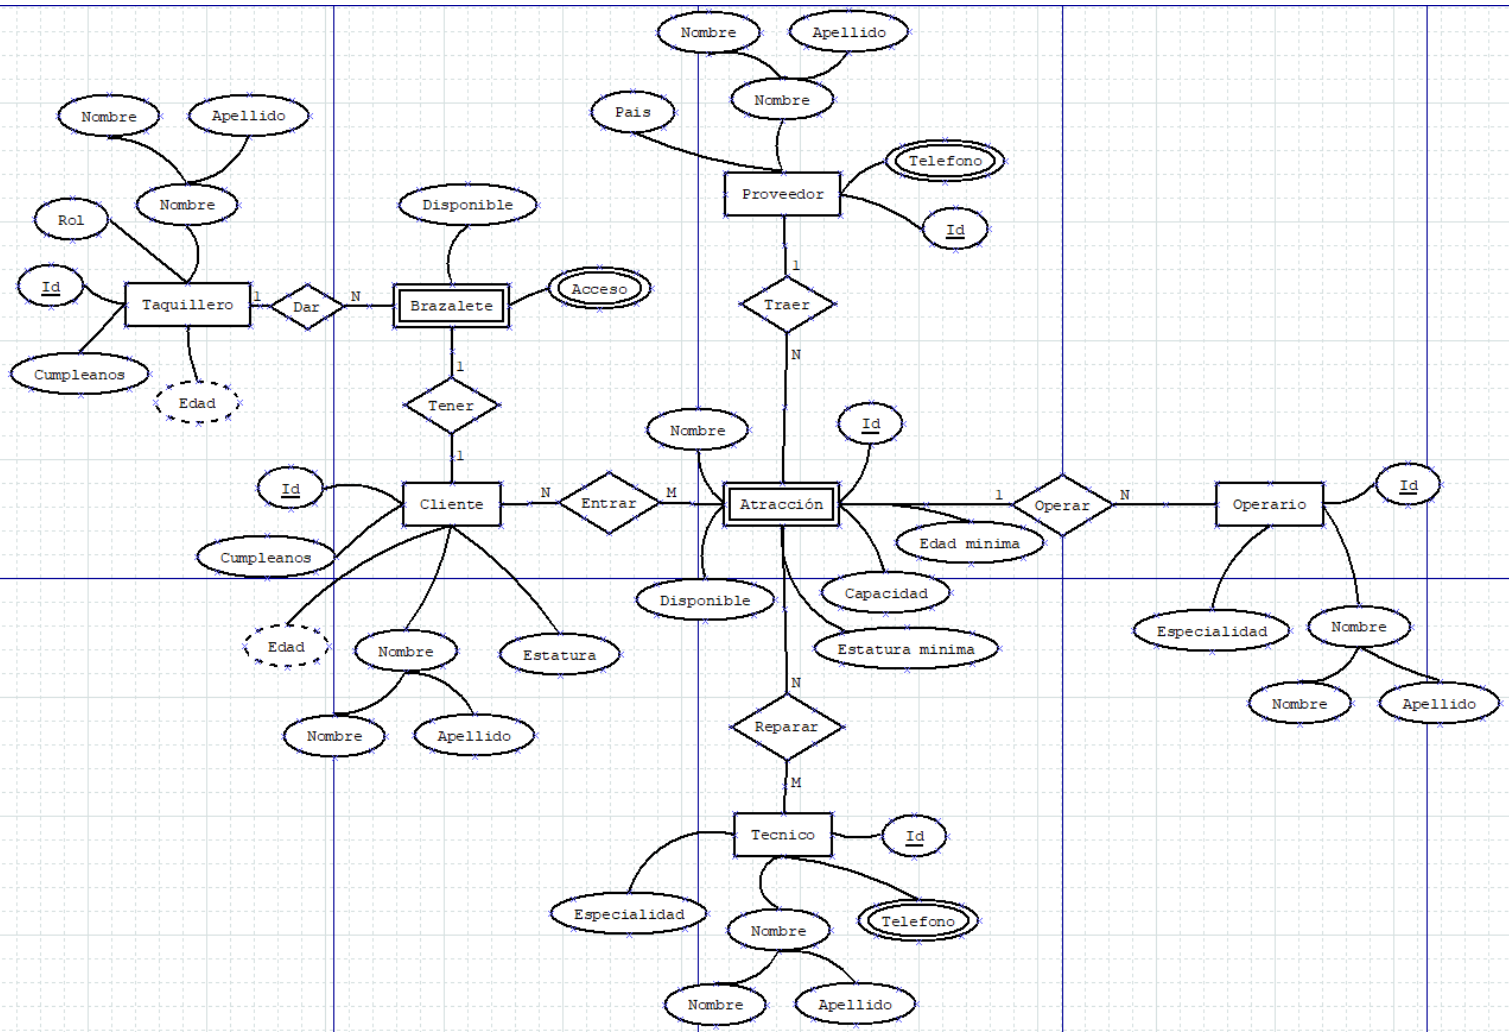 Nombre
Apellido
Nombre
Pais
Nombre
Apellido
Telefono
Proveedor
Id
Nombre
Rol
Disponible
Id
Taquillero
1
Dar
N
Brazalete
Acceso
1
Traer
N
Cumpleanos
Edad
1
Tener
1
Nombre
Id
Id
Cliente
N
Entrar
M
Atracción
1
Operar
N
Operario
Id
Cumpleanos
Edad minima
Disponible
Capacidad
Edad
Nombre
Estatura
Estatura minima
Especialidad
Nombre
Nombre
Apellido
N
Reparar
M
Nombre
Apellido
Tecnico
Id
Especialidad
Nombre
Telefono
Nombre
Apellido